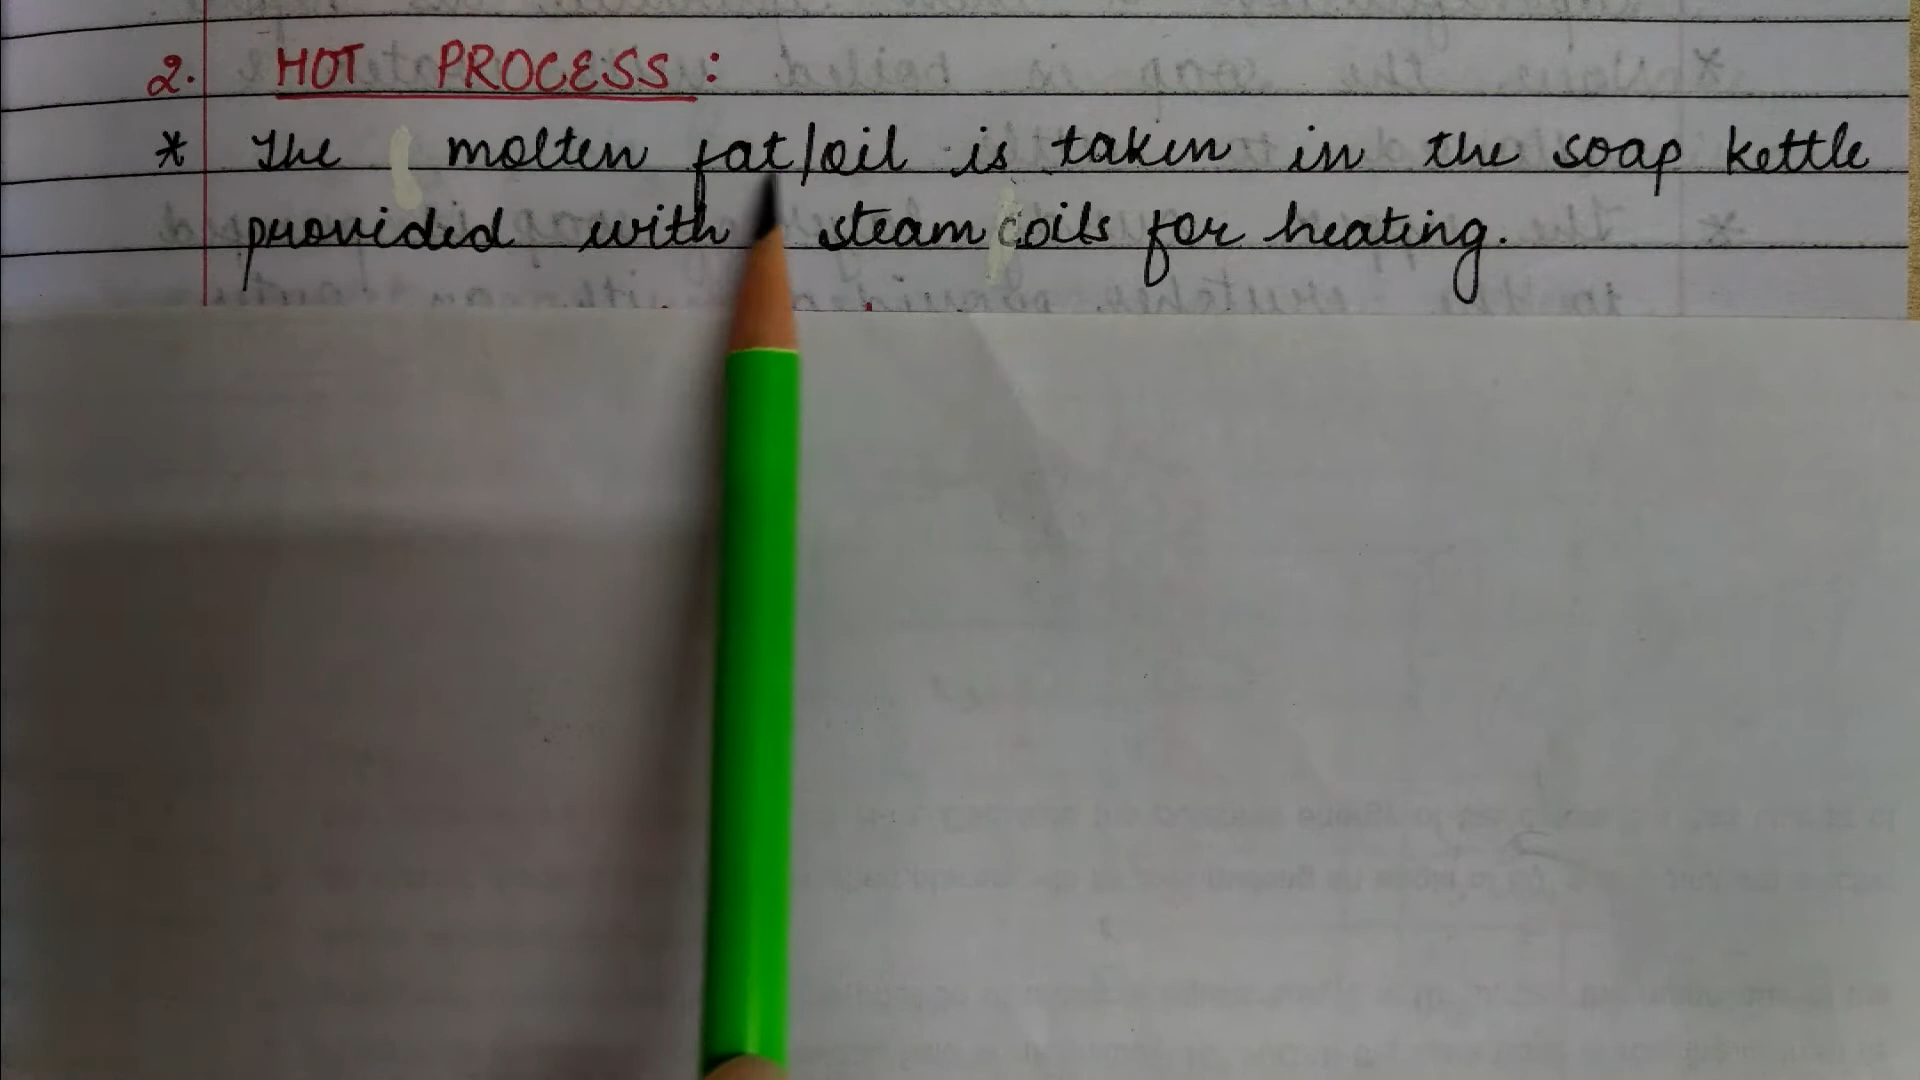 2. HOT PROCESS :
* The molten fat/oil is taken in the soap kettle
provided with steam coils for heating.